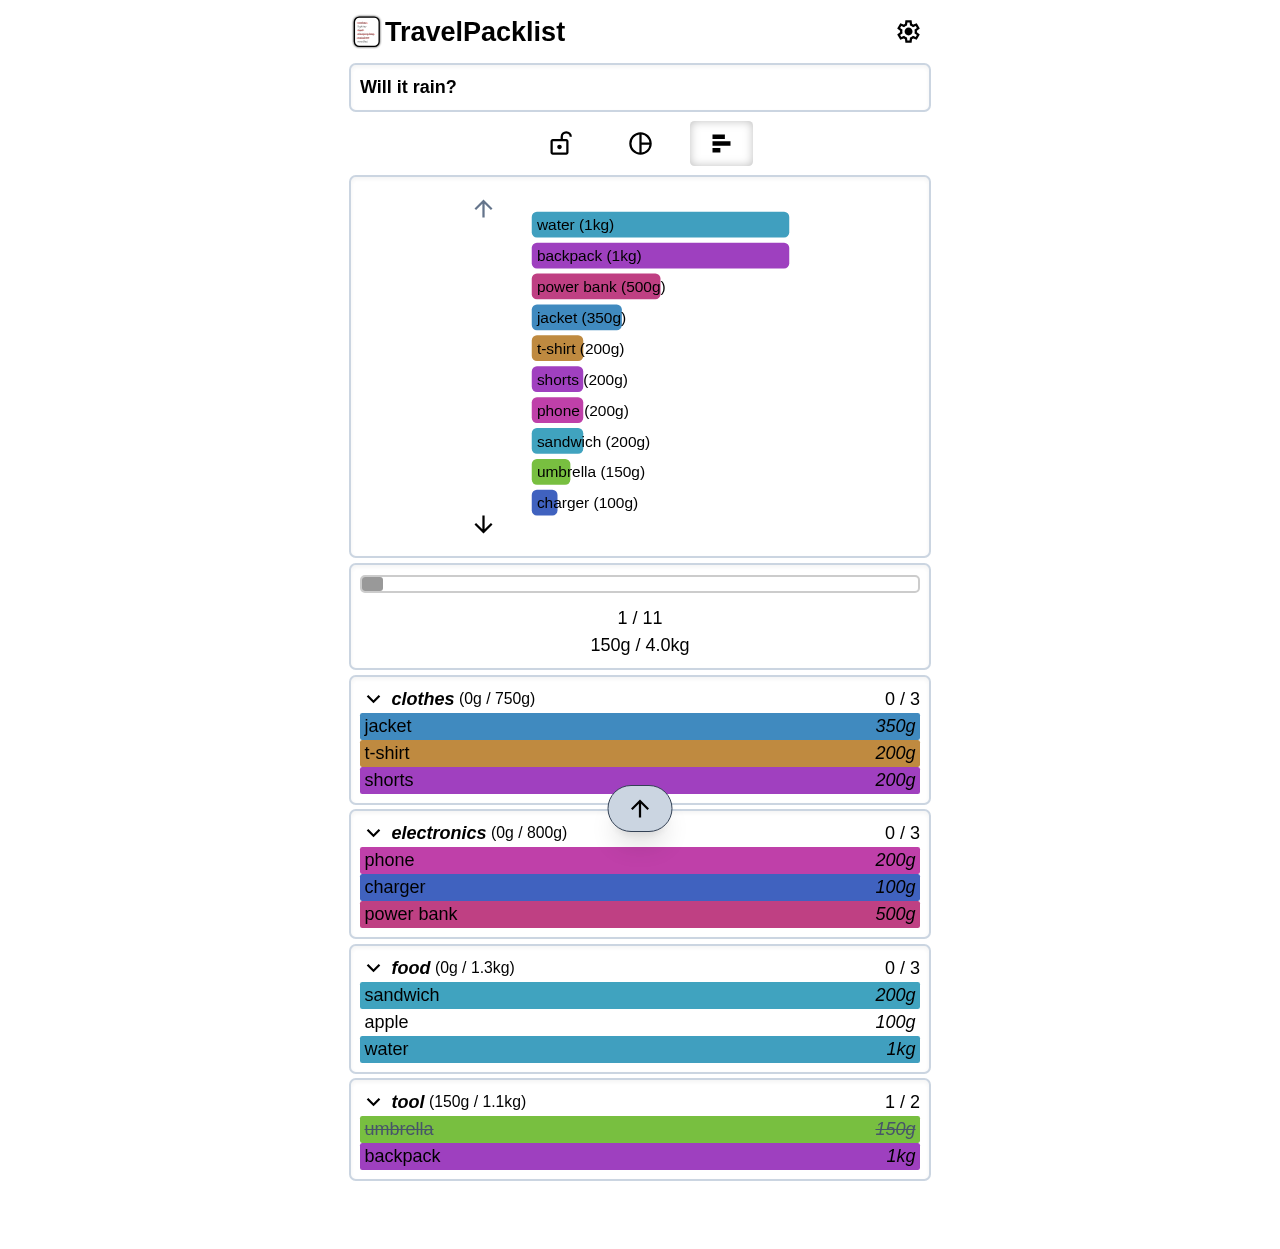 TravelPacklist
Will it rain?
water (1kg)
backpack (1kg)
power bank (500g)
jacket (350g)
t-shirt (200g)
shorts (200g)
phone (200g)
sandwich (200g)
umbrella (150g)
charger (100g)
1 / 11
150g / 4.0kg
clothes (0g / 750g) 0 / 3
jacket 350g
t-shirt 200g
shorts 200g
electronics (0g / 800g) 0 / 3
phone 200g
charger 100g
power bank 500g
food (0g / 1.3kg) 0 / 3
sandwich 200g
apple 100g
water 1kg
tool (150g / 1.1kg) 1 / 2
umbrella 150g
backpack 1kg